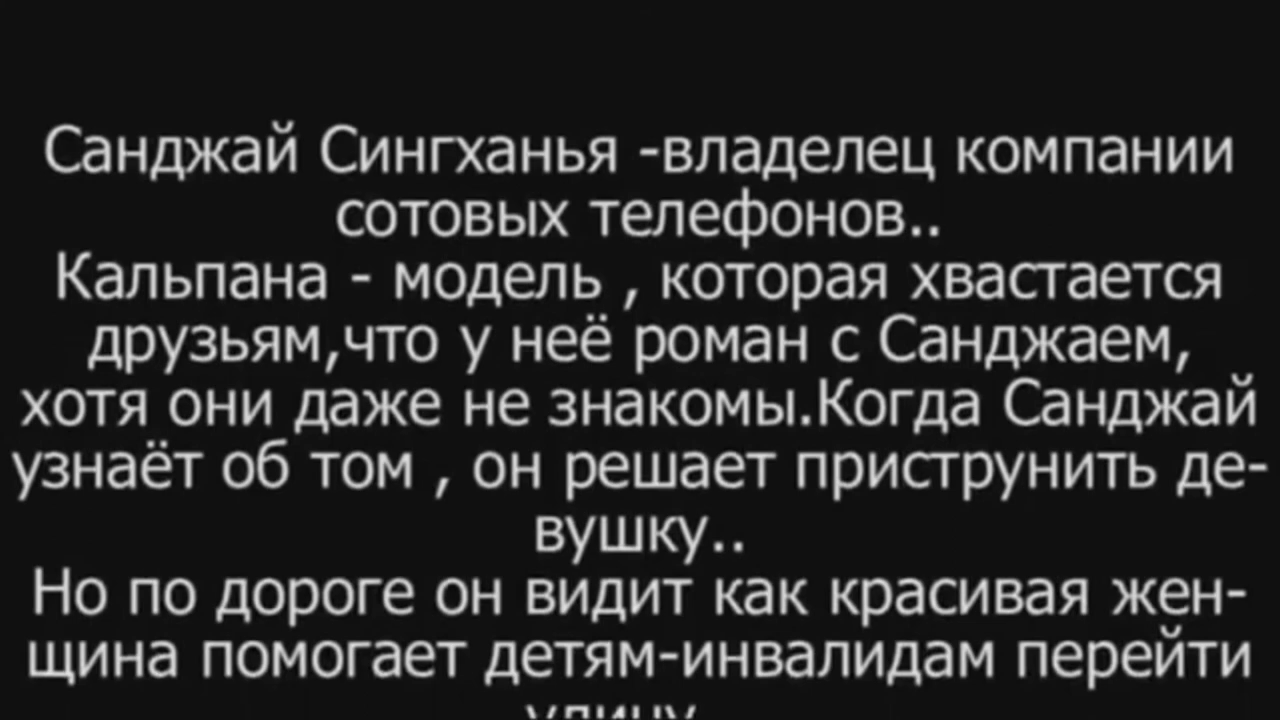 Санджай Сингханья -владелец компании
сотовых телефонов..
Кальпана - модель , которая хвастается
друзьям,что у неё роман с Санджаем,
хотя они даже не знакомы.Когда Санджай
узнаёт об том , он решает приструнить де-
вушку..
Но по дороге он видит как красивая жен-
щина помогает детям-инвалидам перейти